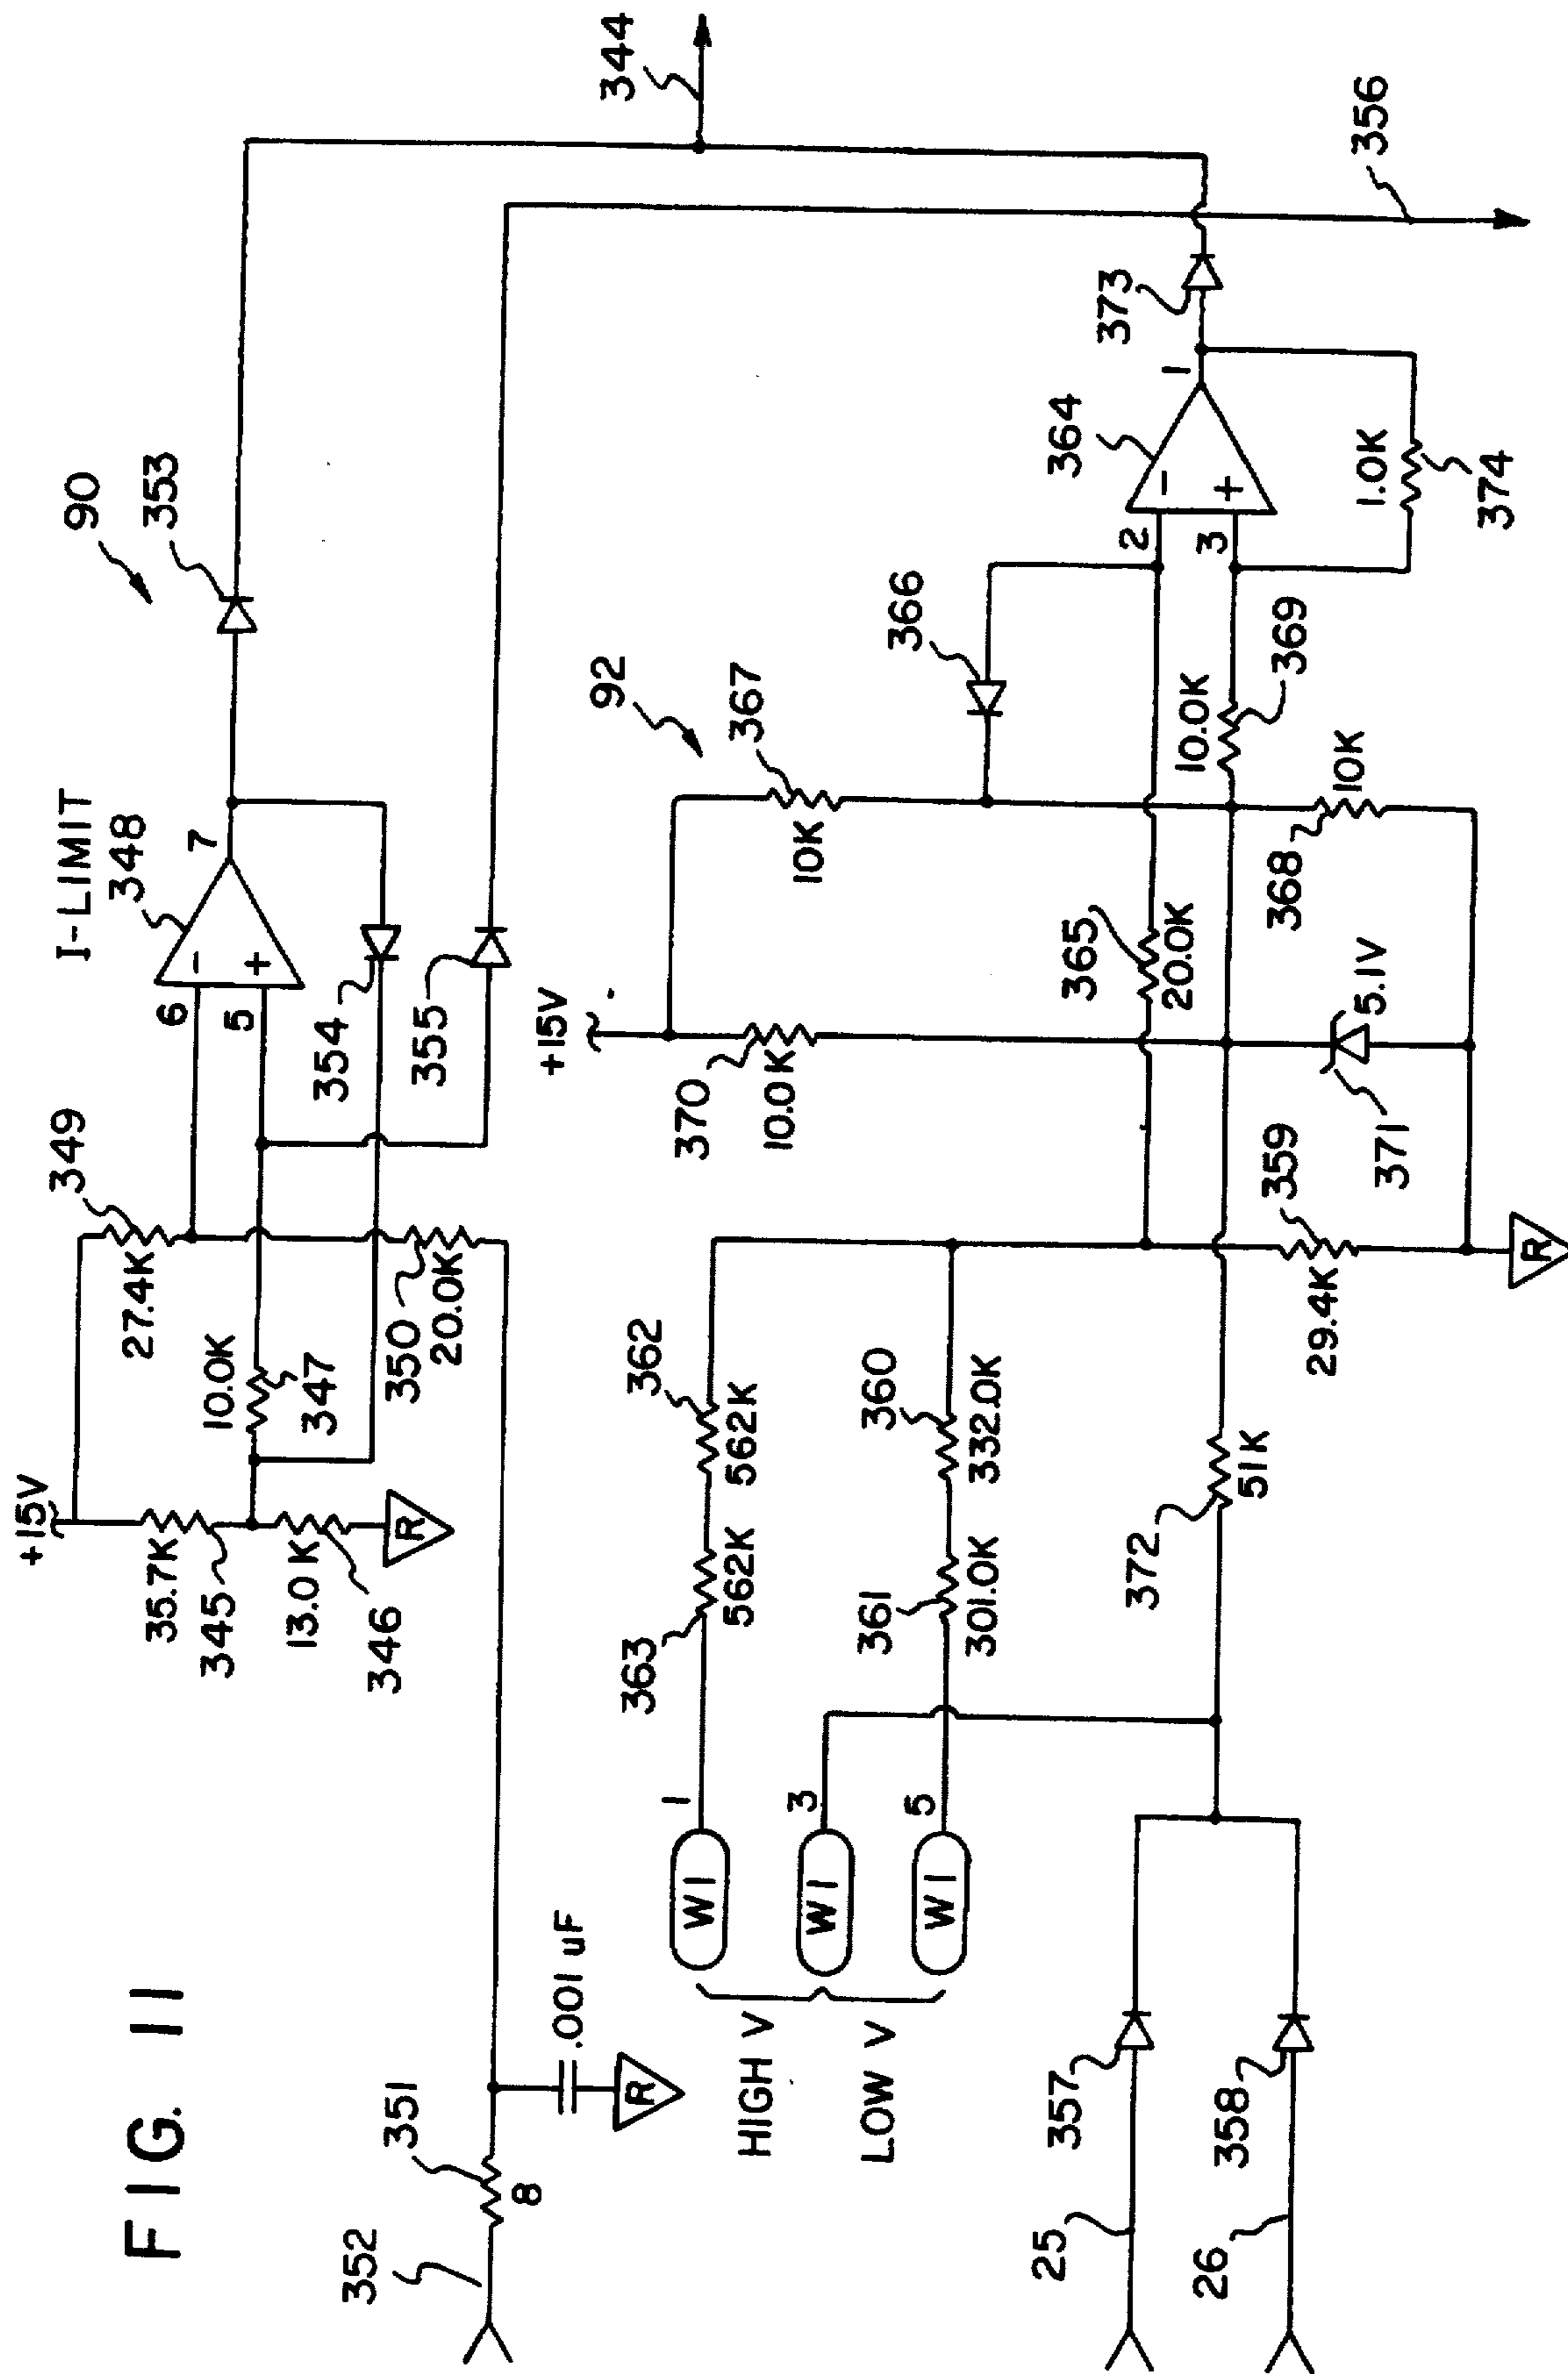 FIG. 11
352
351
8
.001 uF
R
+15V
35.7K
345
13.0K
346
R
349
27.4K
10.0K
347
350
20.0K
I-LIMIT
348
6
5
-
+
7
354
355
90
353
344
356
HIGH V
LOW V
W1
1
W1
3
W1
5
363
562K
362
562K
361
301.0K
360
332.0K
372
51K
359
29.4K
R
+15V
370
10.0K
371
5.1V
365
20.0K
92
367
10K
368
10K
366
369
10.0K
364
2
3
-
+
1
1.0K
374
373
25
357
26
358